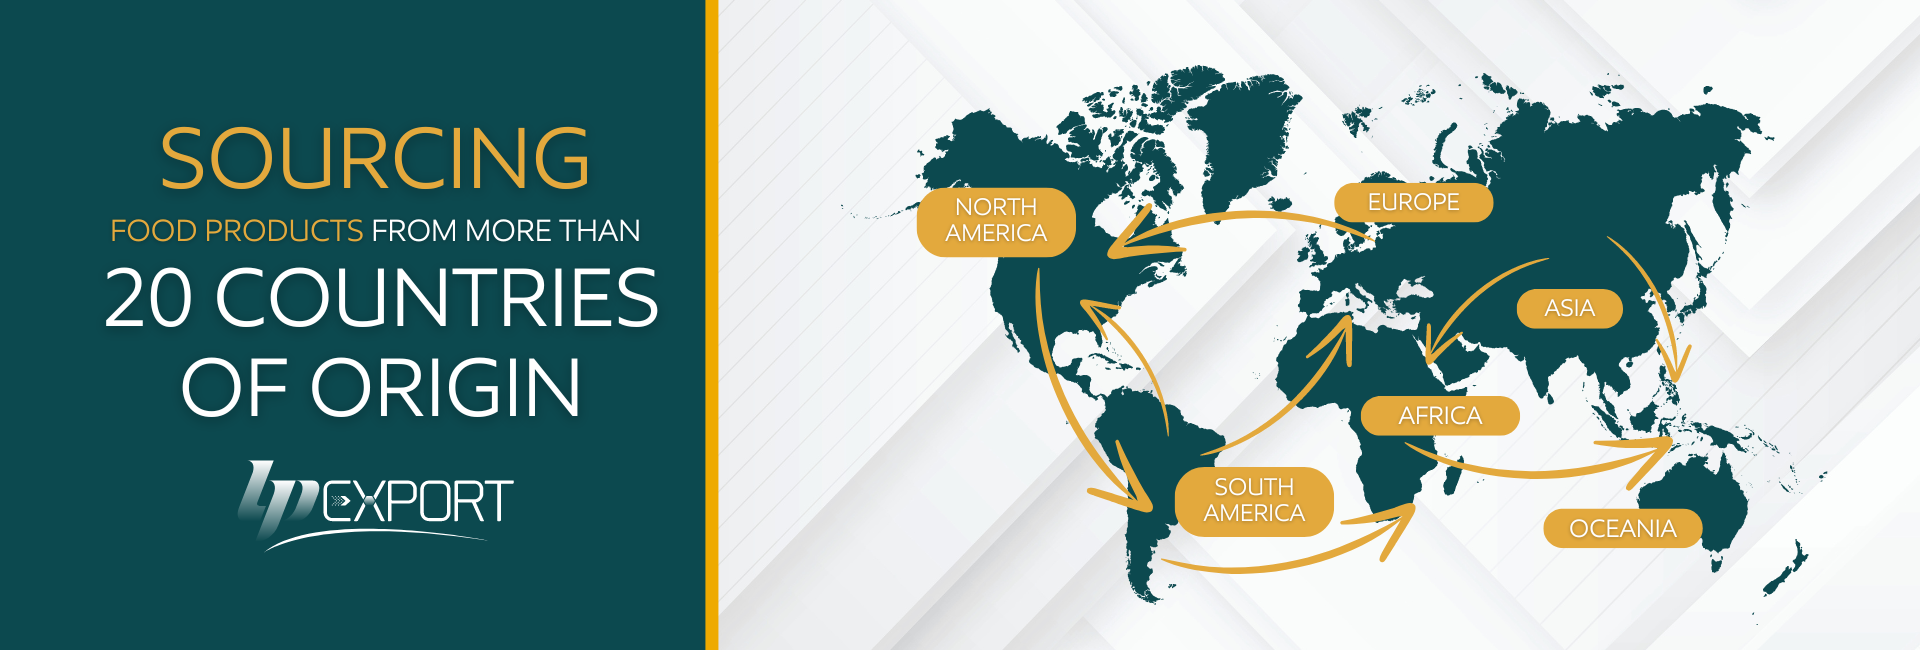 SOURCING
FOOD PRODUCTS FROM MORE THAN
20 COUNTRIES
OF ORIGIN
LP EXPORT
NORTH
AMERICA
EUROPE
ASIA
AFRICA
SOUTH
AMERICA
OCEANIA